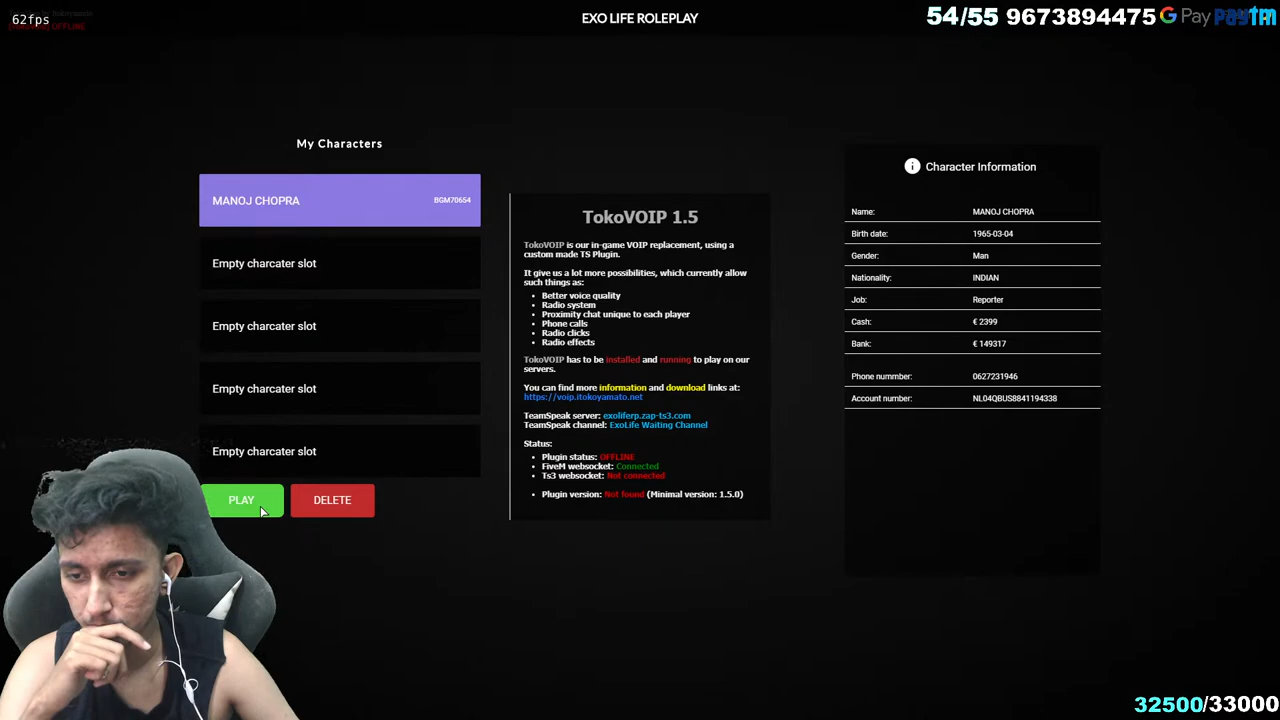 62fps
OFFLINE
EXO LIFE ROLEPLAY
54/55 9673894475 G Pay paytm
My Characters
MANOJ CHOPRA
BGM70654
Empty charcater slot
Empty charcater slot
Empty charcater slot
Empty charcater slot
PLAY
DELETE
TokoVOIP 1.5
TokoVOIP is our in-game VOIP replacement, using a
custom made TS Plugin.
It give us a lot more possibilities, which currently allow
such things as:
Better voice quality
Radio system
Proximity chat unique to each player
Phone calls
Radio clicks
Radio effects
TokoVOIP has to be installed and running to play on our
servers.
You can find more information and download links at:
https://voip.itokoyamato.net
TeamSpeak server: exoliferp.zap-ts3.com
TeamSpeak channel: ExoLife Waiting Channel
Status:
Plugin status: OFFLINE
FiveM websocket: Connected
Ts3 websocket: Not connected
Plugin version: Not found (Minimal version: 1.5.0)
Character Information
Name: MANOJ CHOPRA
Birth date: 1965-03-04
Gender: Man
Nationality: INDIAN
Job: Reporter
Cash: € 2399
Bank: € 149317
Phone nummber: 0627231946
Account number: NL04QBUS8841194338
32500/33000